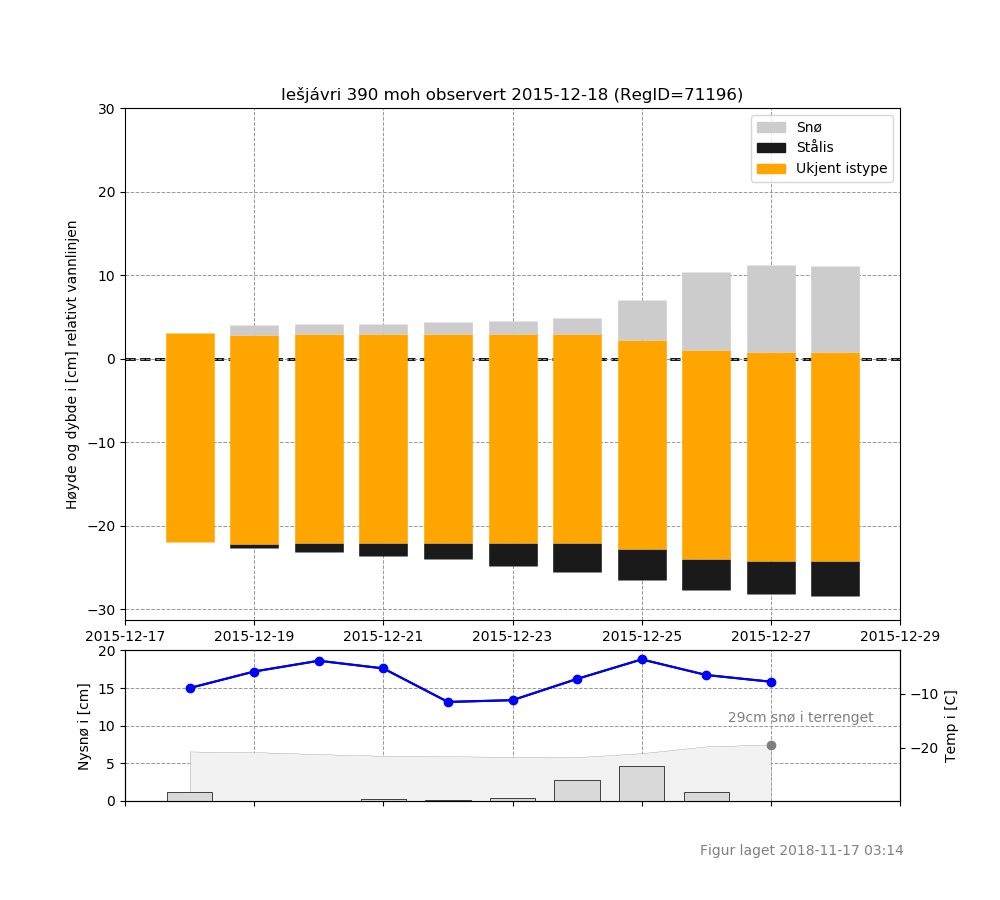 Iešjávri 390 moh observert 2015-12-18 (RegID=71196)
Høyde og dybde i [cm] relativt vannlinjen
30
20
10
0
−10
−20
−30
Snø
Stålis
Ukjent istype
2015-12-17 2015-12-19 2015-12-21 2015-12-23 2015-12-25 2015-12-27 2015-12-29
Nysnø i [cm]
20
15
10
5
0
29cm snø i terrenget
−10
−20
Temp i [C]
Figur laget 2018-11-17 03:14